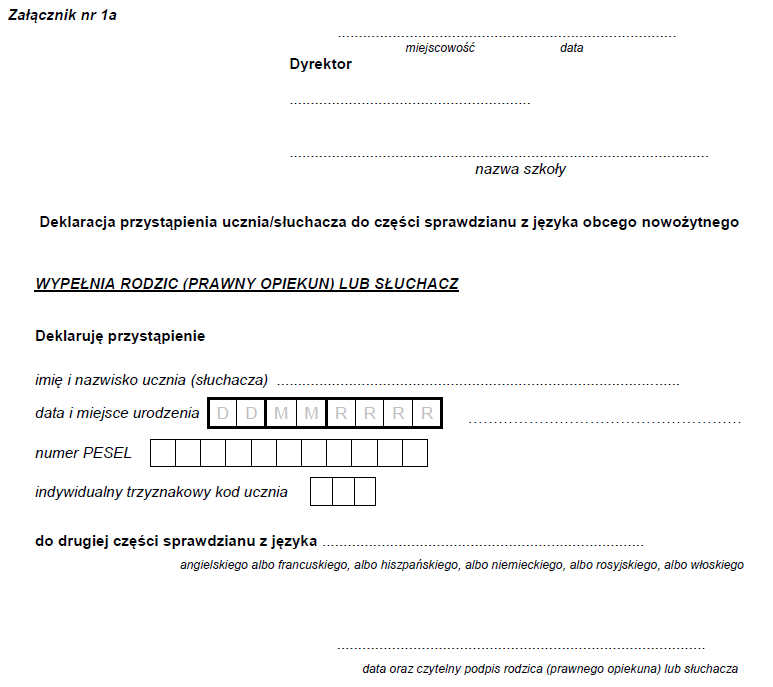 Załącznik nr 1a
................................................................................
miejscowość data
Dyrektor
.........................................................
...................................................................................................
nazwa szkoły
Deklaracja przystąpienia ucznia/słuchacza do części sprawdzianu z języka obcego nowożytnego
WYPEŁNIA RODZIC (PRAWNY OPIEKUN) LUB SŁUCHACZ
Deklaruję przystąpienie
imię i nazwisko ucznia (słuchacza) ................................................................................................
data i miejsce urodzenia D D M M R R R R ......................................................
numer PESEL
indywidualny trzyznakowy kod ucznia
do drugiej części sprawdzianu z języka ............................................................................
angielskiego albo francuskiego, albo hiszpańskiego, albo niemieckiego, albo rosyjskiego, albo włoskiego
.......................................................................................
data oraz czytelny podpis rodzica (prawnego opiekuna) lub słuchacza